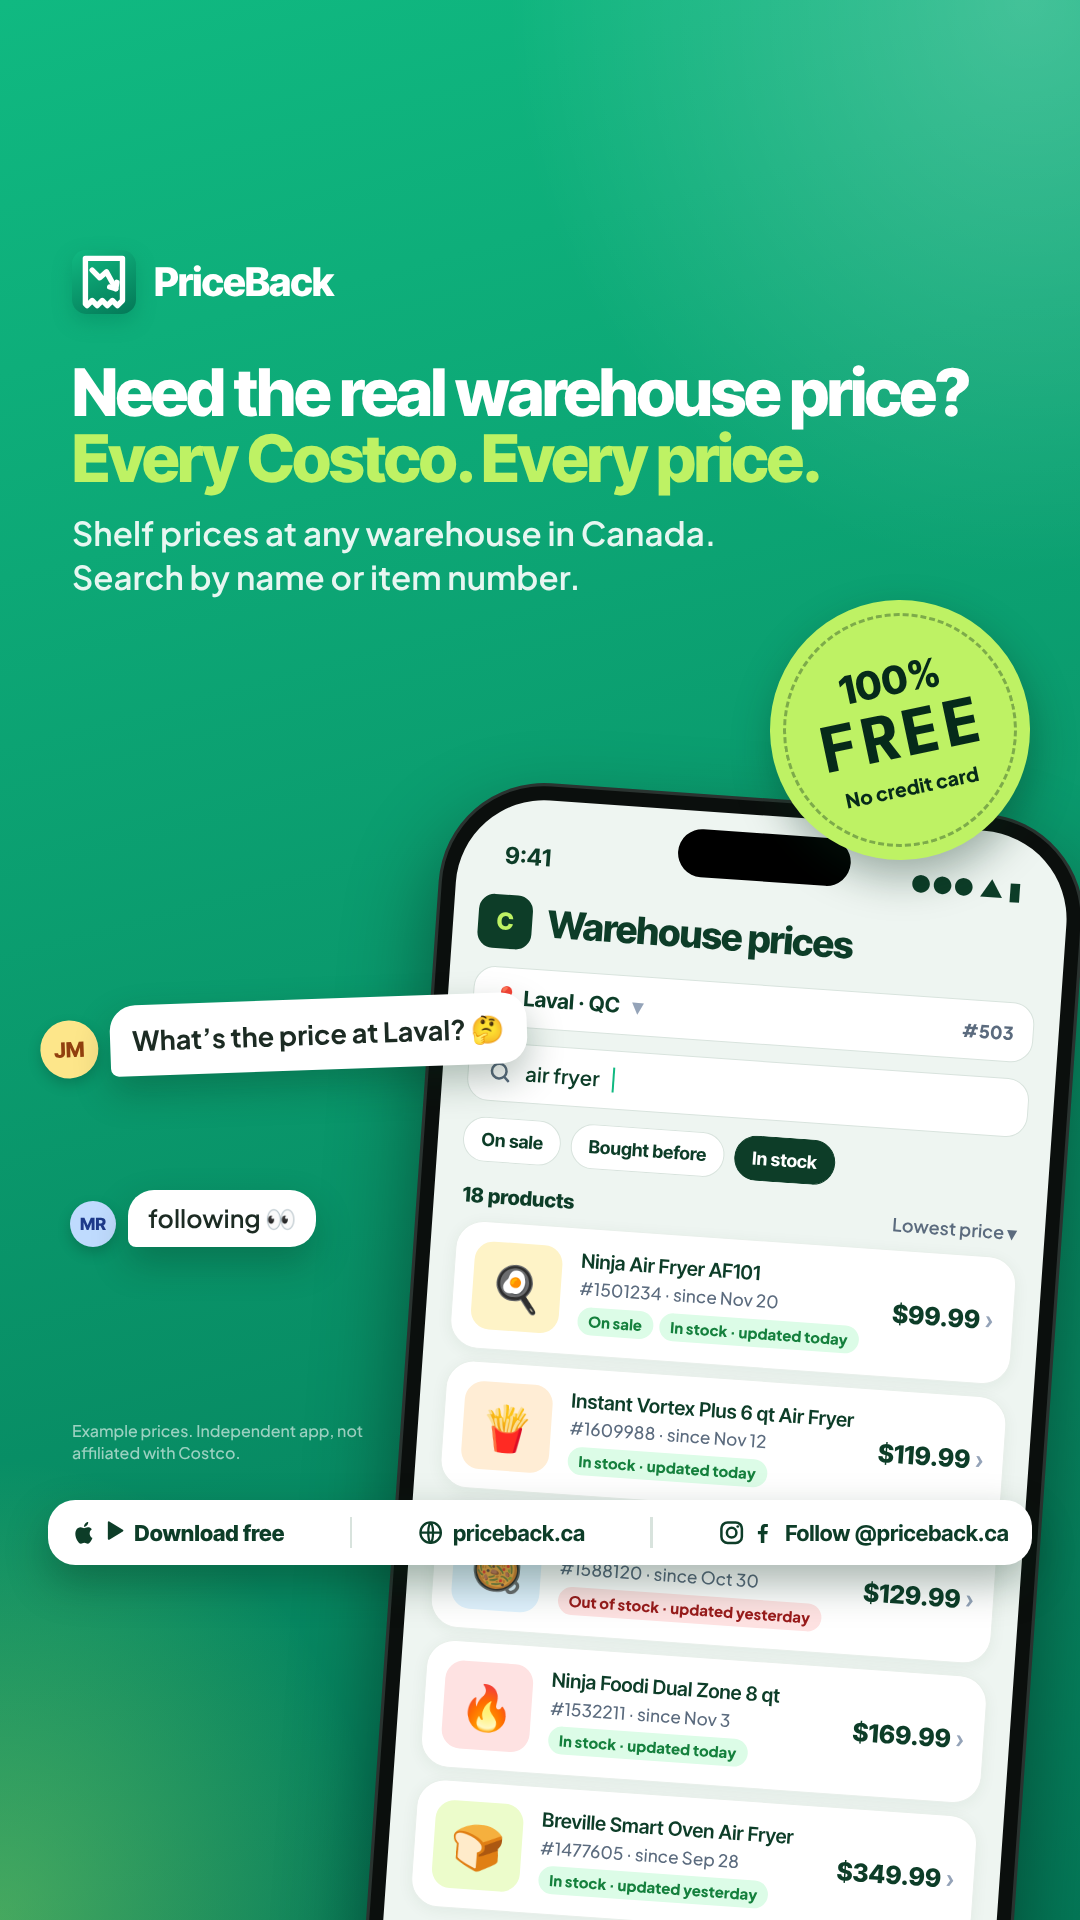 PriceBack
Need the real warehouse price?
Every Costco. Every price.
Shelf prices at any warehouse in Canada.
Search by name or item number.
100%
FREE
No credit card
9:41
C
Warehouse prices
Laval · QC ▼
#503
JM
What’s the price at Laval? 🤔
air fryer
On sale
Bought before
In stock
MR
following 👀
18 products
Lowest price ▾
Ninja Air Fryer AF101
#1501234 · since Nov 20
On sale
In stock · updated today
$99.99 ›
Instant Vortex Plus 6 qt Air Fryer
#1609988 · since Nov 12
In stock · updated today
$119.99 ›
Example prices. Independent app, not
affiliated with Costco.
Download free
priceback.ca
Follow @priceback.ca
#1588120 · since Oct 30
Out of stock · updated yesterday
$129.99 ›
Ninja Foodi Dual Zone 8 qt
#1532211 · since Nov 3
In stock · updated today
$169.99 ›
Breville Smart Oven Air Fryer
#1477605 · since Sep 28
In stock · updated yesterday
$349.99 ›